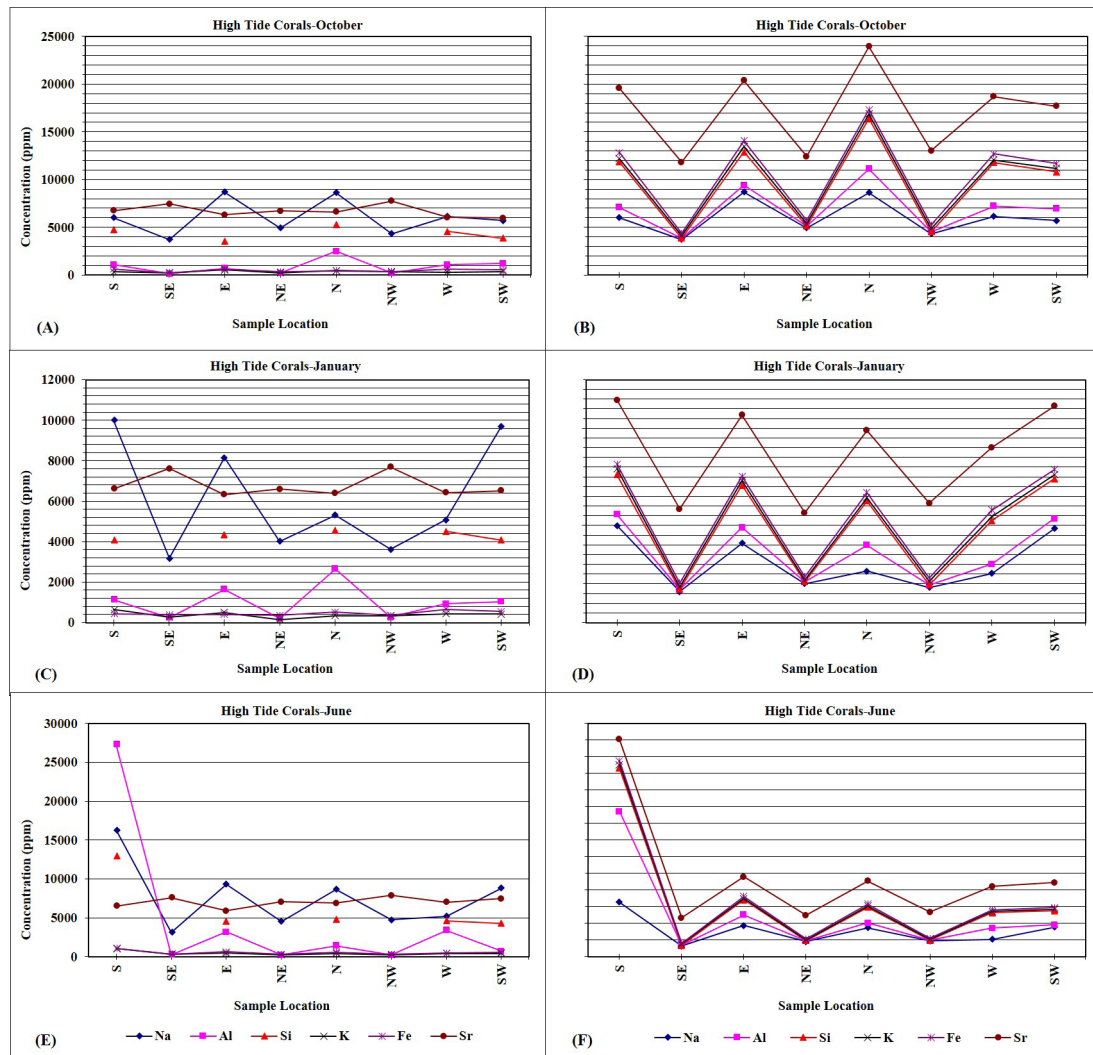 High Tide Corals-October
25000
20000
15000
10000
5000
0
Concentration (ppm)
S SE E NE N NW W SW
Sample Location
(A)
High Tide Corals-October
S SE E NE N NW W SW
Sample Location
(B)
High Tide Corals-January
12000
10000
8000
6000
4000
2000
0
Concentration (ppm)
S SE E NE N NW W SW
Sample Location
(C)
High Tide Corals-January
S SE E NE N NW W SW
Sample Location
(D)
High Tide Corals-June
30000
25000
20000
15000
10000
5000
0
Concentration (ppm)
S SE E NE N NW W SW
Sample Location
(E)
Na Al Si K Fe Sr
High Tide Corals-June
S SE E NE N NW W SW
Sample Location
(F)
Na Al Si K Fe Sr